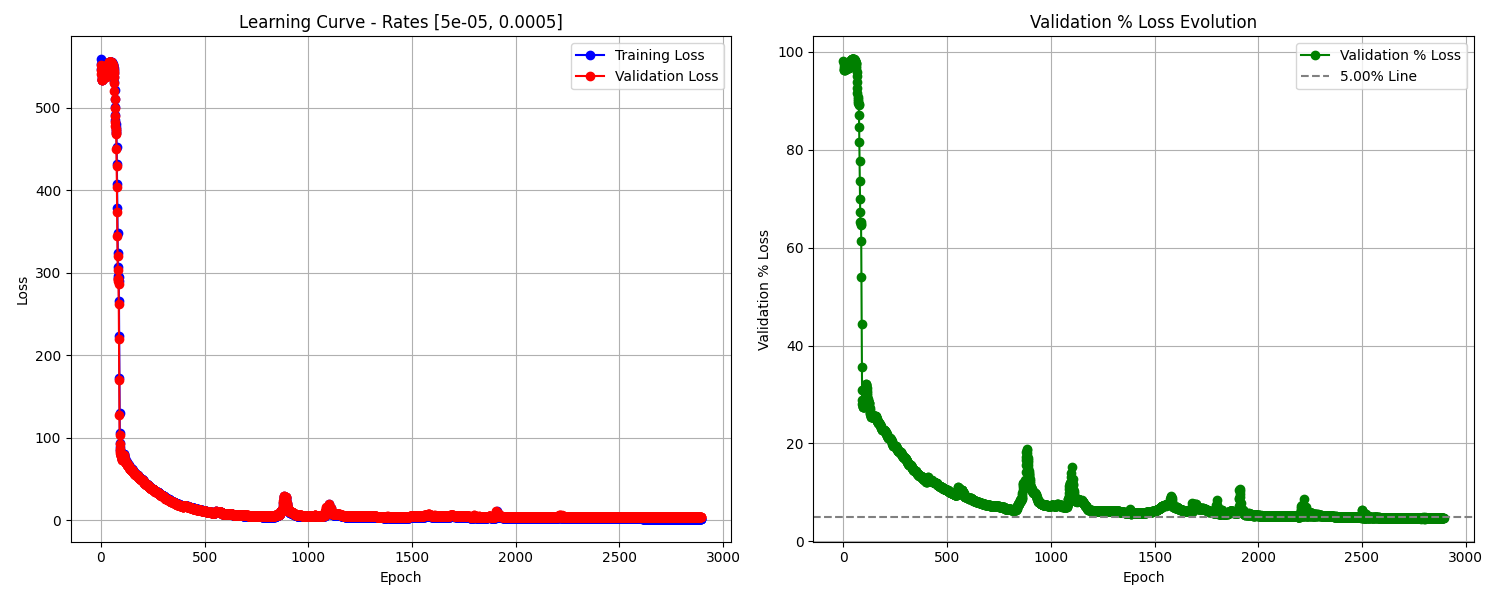 Learning Curve - Rates [5e-05, 0.0005]
Training Loss
Validation Loss
Loss
500
400
300
200
100
0
0
500
1000
1500
2000
2500
3000
Epoch
Validation % Loss Evolution
Validation % Loss
5.00% Line
Validation % Loss
100
80
60
40
20
0
0
500
1000
1500
2000
2500
3000
Epoch